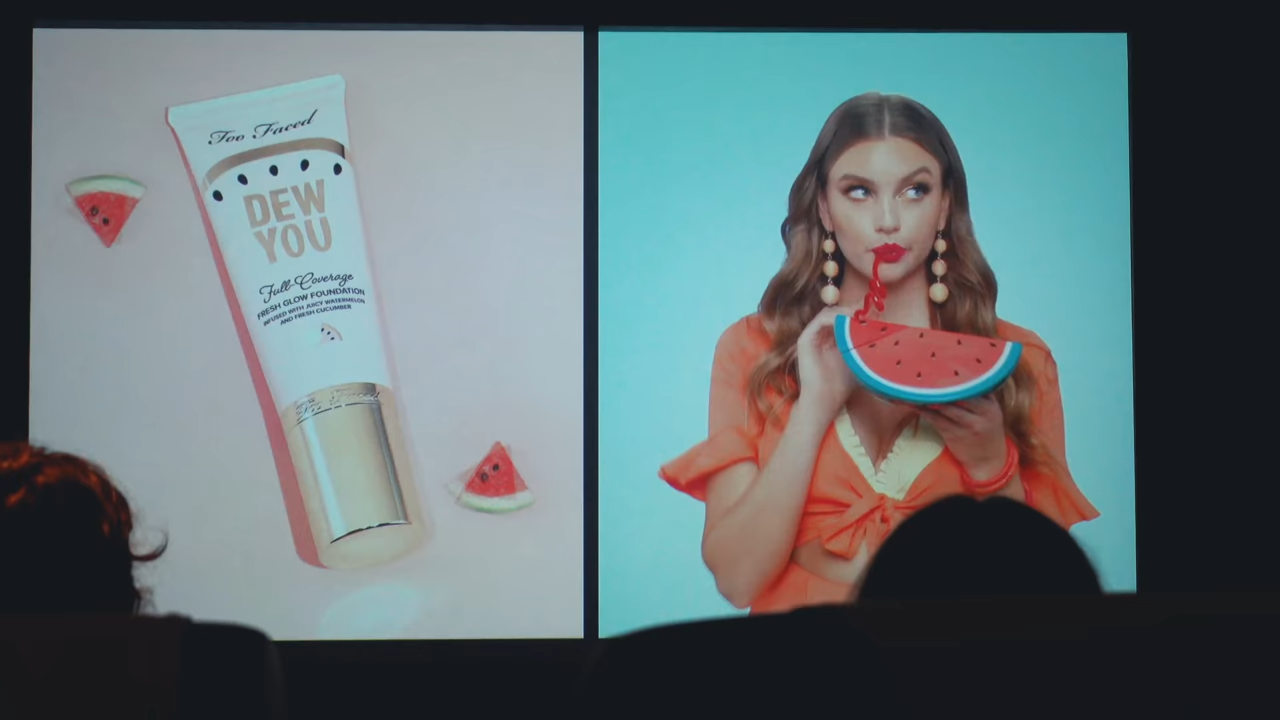 Too Faced
DEW
YOU
Full-Coverage
FRESH GLOW FOUNDATION
INFUSED WITH JUICY WATERMELON
AND FRESH CUCUMBER
Too Faced